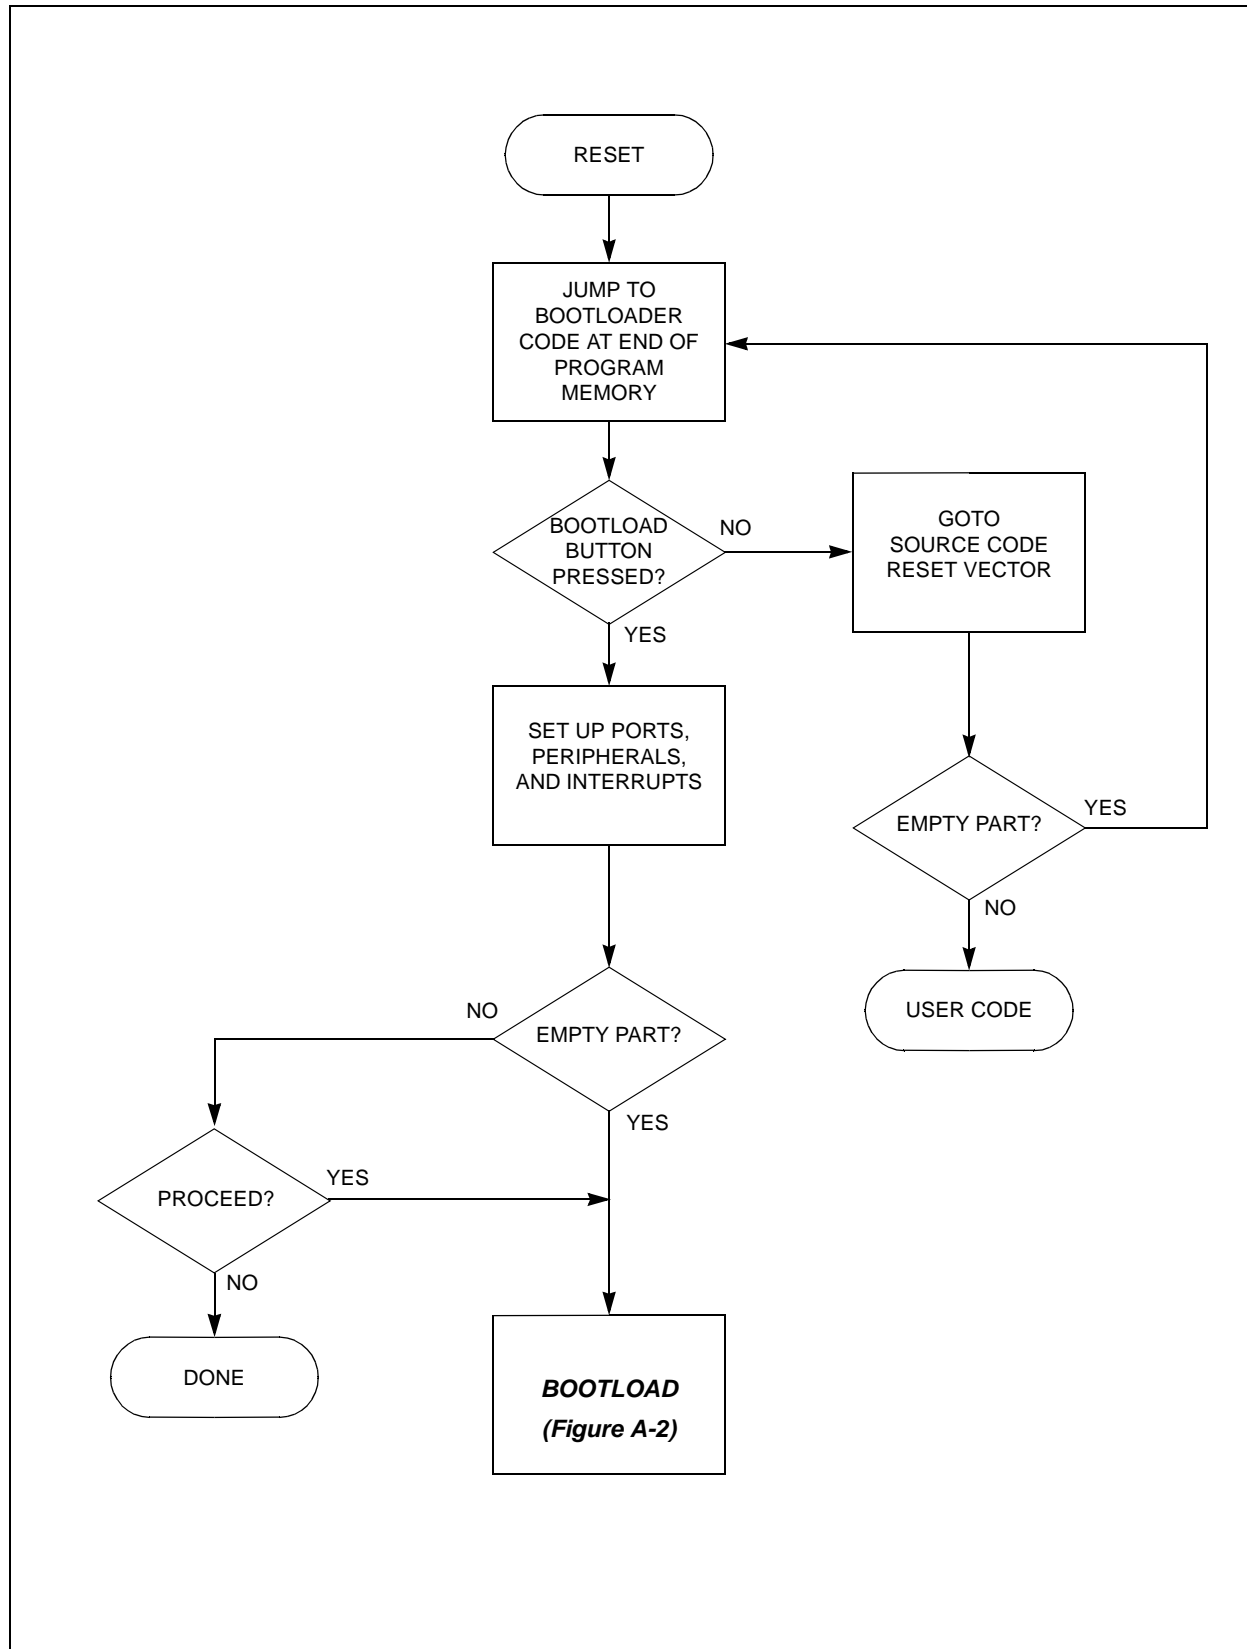 RESET
JUMP TO
BOOTLOADER
CODE AT END OF
PROGRAM
MEMORY
BOOTLOAD
BUTTON
PRESSED?
NO
YES
GOTO
SOURCE CODE
RESET VECTOR
SET UP PORTS,
PERIPHERALS,
AND INTERRUPTS
EMPTY PART?
YES
NO
USER CODE
EMPTY PART?
NO
YES
PROCEED?
YES
NO
DONE
BOOTLOAD
(Figure A-2)